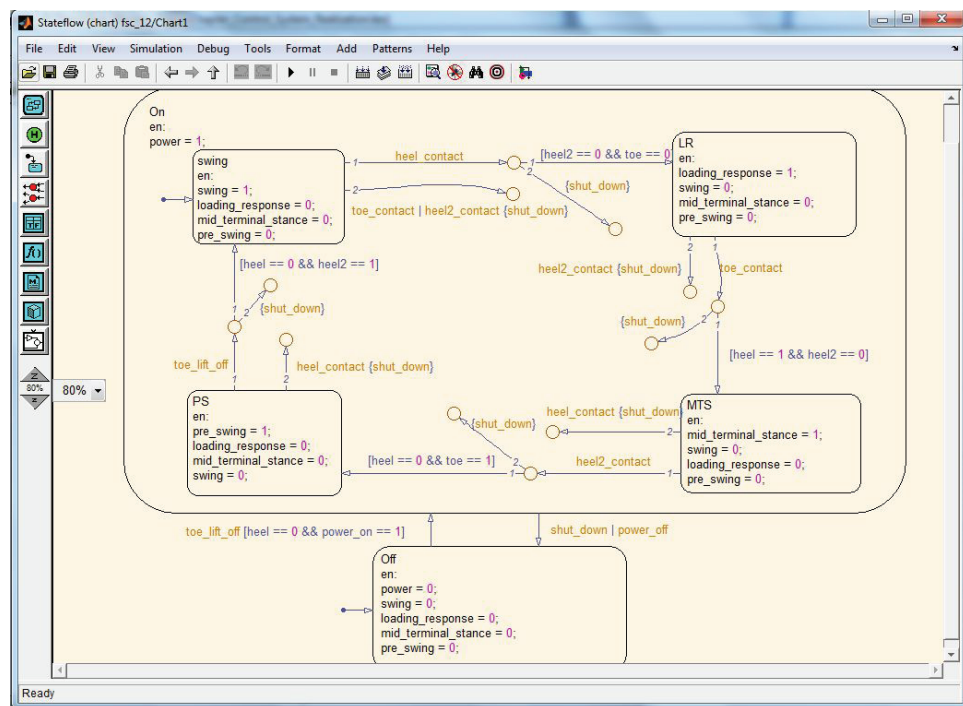 Stateflow (chart) fsc_12/Chart1
File Edit View Simulation Debug Tools Format Add Patterns Help
On
en:
power = 1;
swing
en:
swing = 1;
loading_response = 0;
mid_terminal_stance = 0;
pre_swing = 0;
1
heel_contact
2
toe_contact | heel2_contact {shut_down}
1
[heel2 == 0 && toe == 0]
2
{shut_down}
LR
en:
loading_response = 1;
swing = 0;
mid_terminal_stance = 0;
pre_swing = 0;
2
1
heel2_contact {shut_down}
toe_contact
{shut_down}
2
1
[heel == 1 && heel2 == 0]
MTS
en:
mid_terminal_stance = 1;
swing = 0;
loading_response = 0;
pre_swing = 0;
heel_contact {shut_down}
2
heel2_contact
1
{shut_down}
2
1
[heel == 0 && toe == 1]
PS
en:
pre_swing = 1;
loading_response = 0;
mid_terminal_stance = 0;
swing = 0;
toe_lift_off
1
2
heel_contact {shut_down}
[heel == 0 && heel2 == 1]
1
2
{shut_down}
toe_lift_off [heel == 0 && power_on == 1]
shut_down | power_off
Off
en:
power = 0;
swing = 0;
loading_response = 0;
mid_terminal_stance = 0;
pre_swing = 0;
80%
80%
Ready